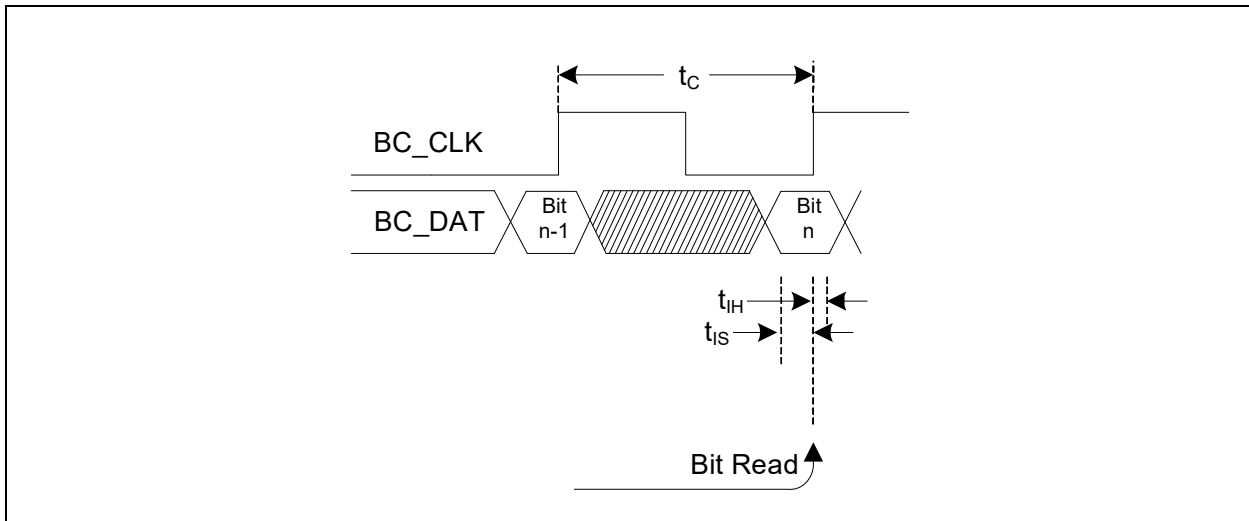 tC
BC_CLK
BC_DAT
Bit
n-1
Bit
n
tIH
tIS
Bit Read